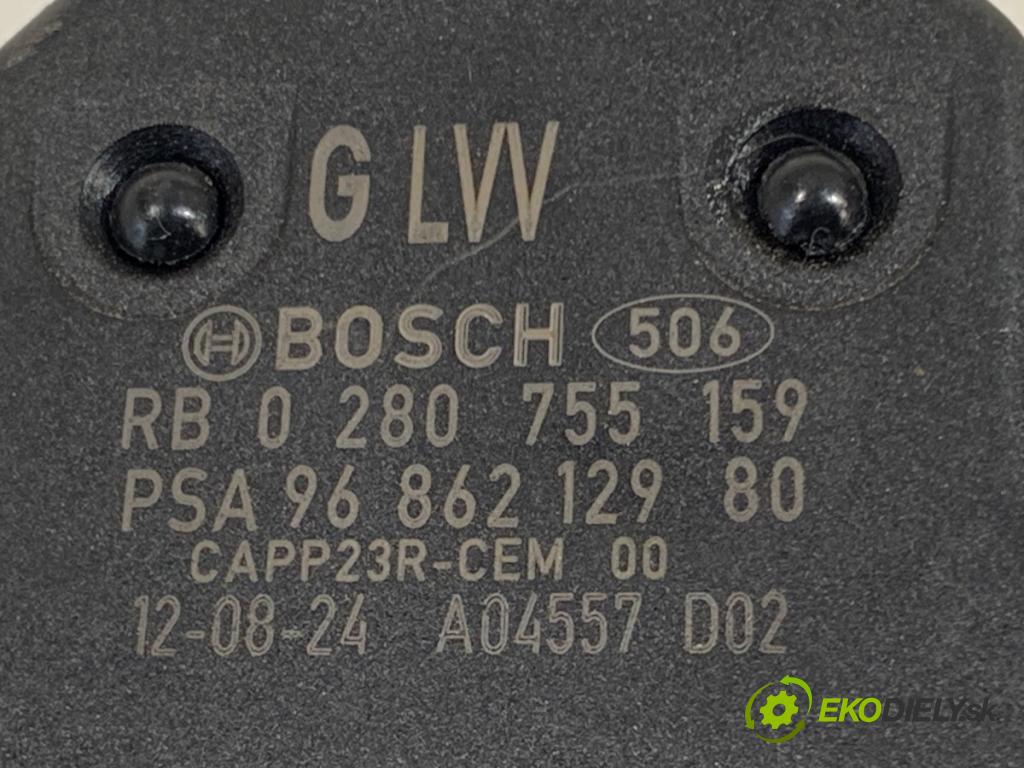 G LVV
BOSCH 506
RB 0 280 755 159
PSA 96 862 129 80
CAPP23R-CEM 00
12-08-24 A04557 D02
EKODIELY.sk